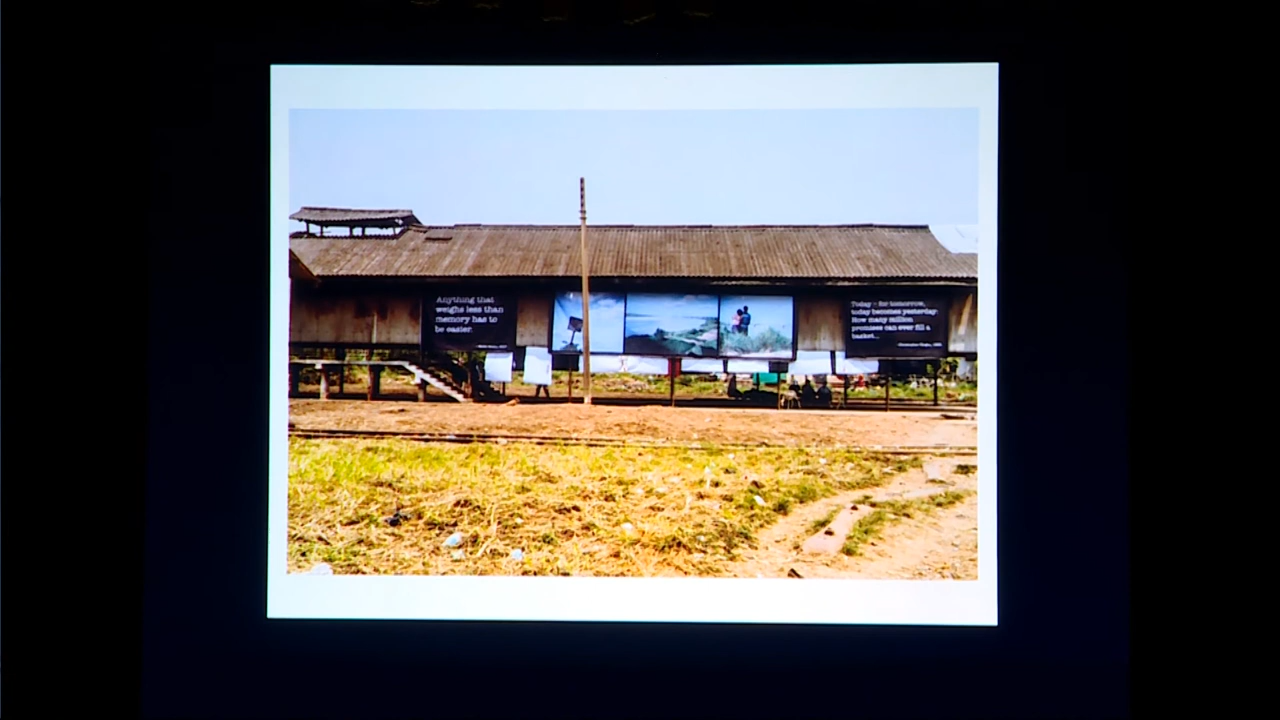 Anything that
weighs less than
memory has to
be easier.
Today - for tomorrow,
today becomes yesterday.
How many million
promises can ever fill a
basket...